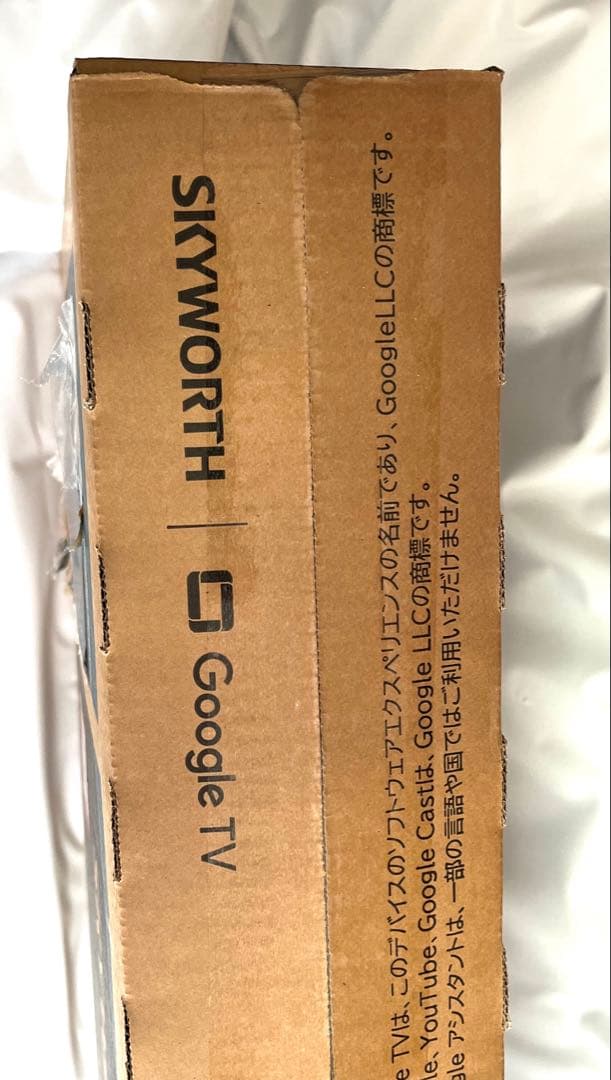 SKYWORTH | Google TV
e TVは、このデバイスのソフトウェアエクスペリエンスの名前であり、GoogleLLCの商標です。
le、YouTube、Google Castは、Google LLCの商標です。
gle アシスタントは、一部の言語や国ではご利用いただけません。